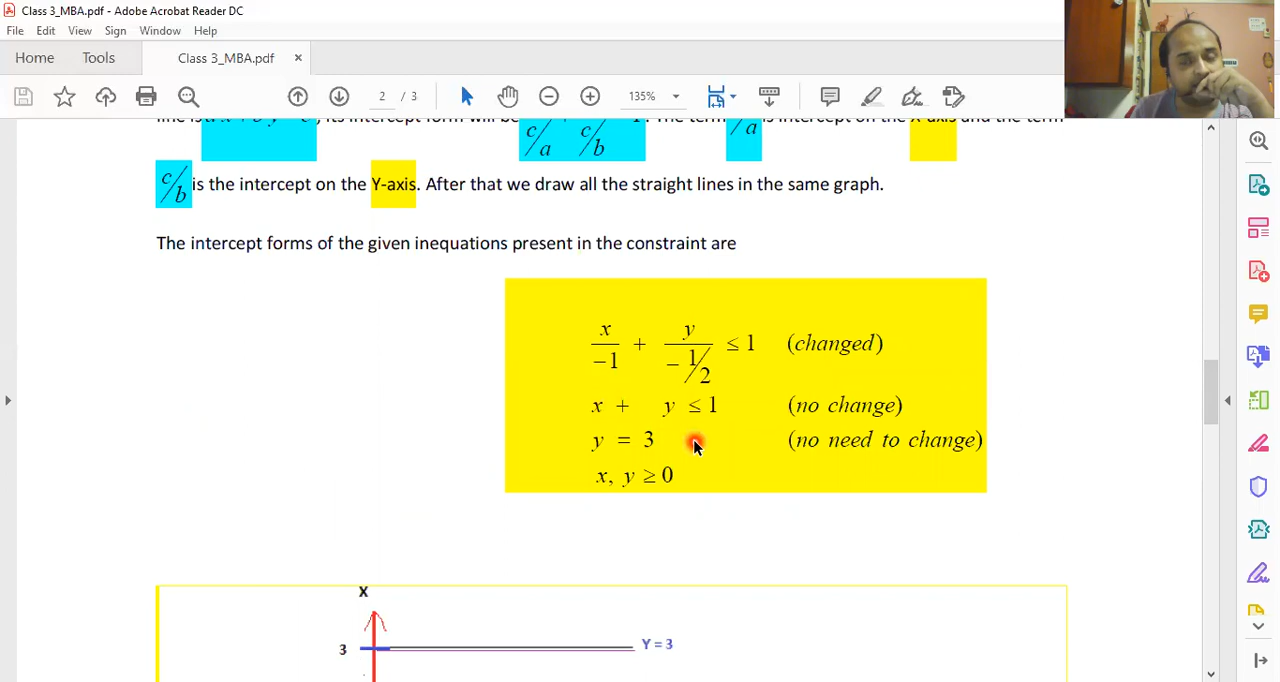 Class 3_MBA.pdf - Adobe Acrobat Reader DC
File Edit View Sign Window Help
Home Tools Class 3_MBA.pdf ×
2 / 3 135%
c/a c/b /a
c/b is the intercept on the Y-axis. After that we draw all the straight lines in the same graph.
The intercept forms of the given inequations present in the constraint are
x/-1 + y/-1/2 ≤ 1 (changed)
x + y ≤ 1 (no change)
y = 3 (no need to change)
x, y ≥ 0
X
3 Y = 3